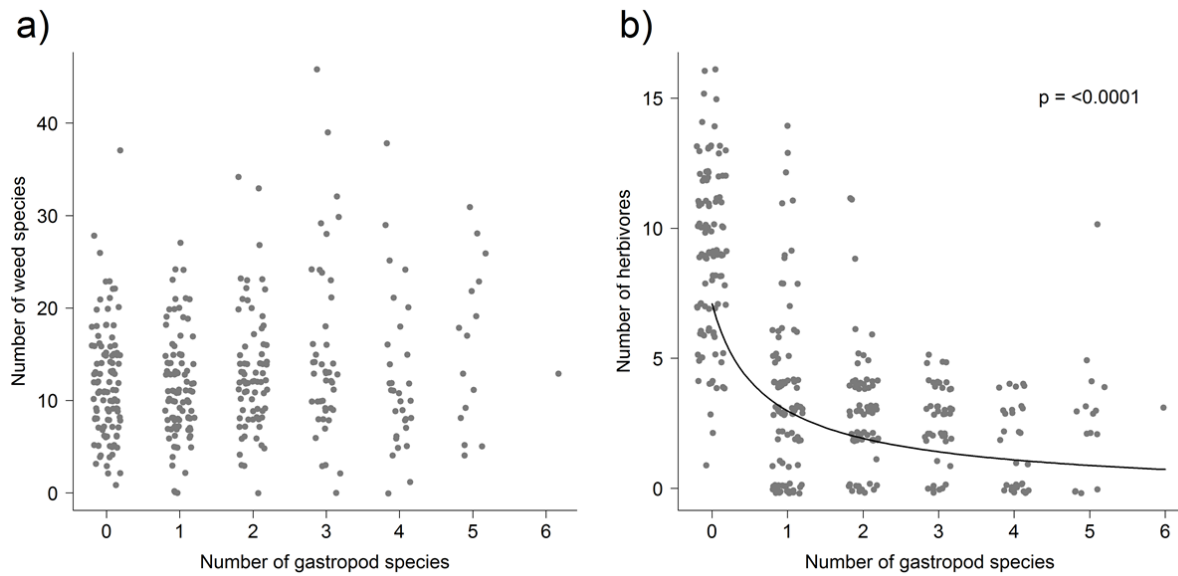 a)
Number of weed species
40
30
20
10
0
0 1 2 3 4 5 6
Number of gastropod species
b)
p = <0.0001
Number of herbivores
15
10
5
0
0 1 2 3 4 5 6
Number of gastropod species